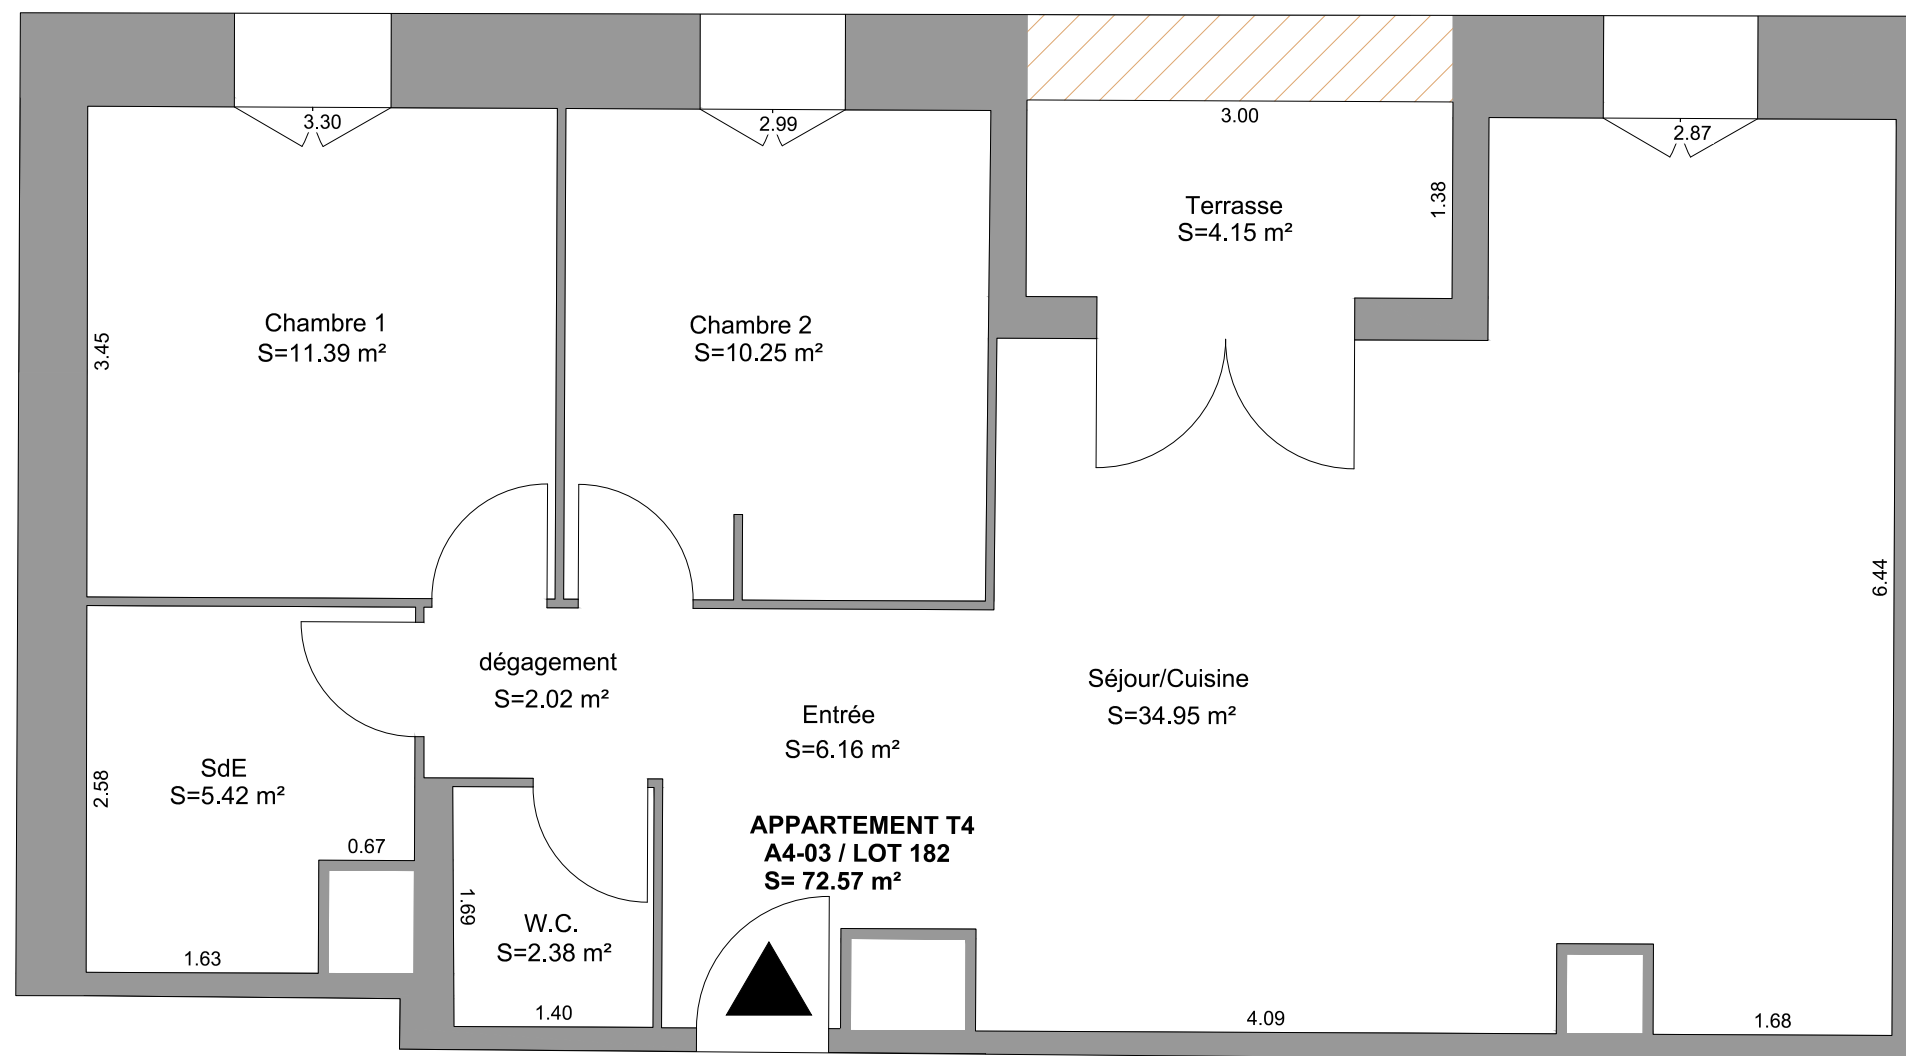 3.30
2.99
3.00
2.87
1.38
Terrasse
S=4.15 m²
Chambre 1
S=11.39 m²
3.45
Chambre 2
S=10.25 m²
6.44
dégagement
S=2.02 m²
Séjour/Cuisine
S=34.95 m²
Entrée
S=6.16 m²
SdE
S=5.42 m²
2.58
0.67
APPARTEMENT T4
A4-03 / LOT 182
S= 72.57 m²
1.69
W.C.
S=2.38 m²
1.63
1.40
4.09
1.68